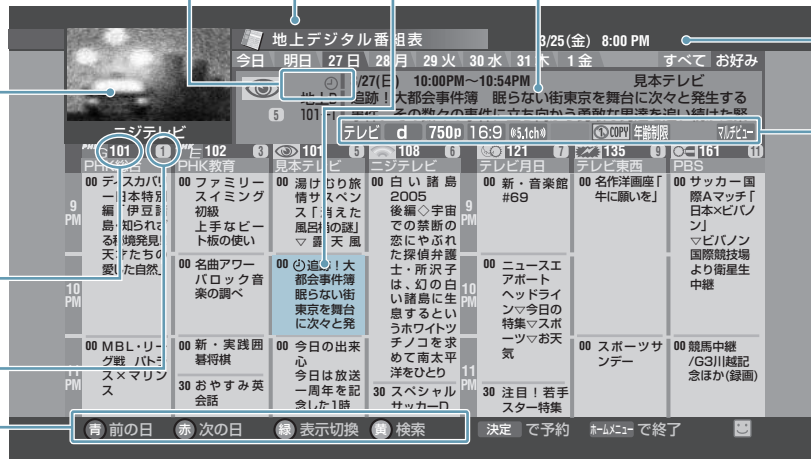 地上デジタル番組表
3/25(金) 8:00 PM
今日 明日 27日 28月 29火 30水 31木 1金 すべて お好み
/27(日) 10:00PM~10:54PM 見本テレビ
地上D 追跡!大都会事件簿 眠らない街東京を舞台に次々と発生する
5 101-1
テレビ d 750p 16:9 5.1ch 1COPY 年齢制限 マルチビュー
ニジテレビ
101 1 102 3 101 5 108 6 121 7 135 9 161 11
PHK総合 PHK教育 見本テレビ ニジテレビ テレビ月日 テレビ東西 PBS
9
PM
00 ディスカバリ
ー日本特別
編「伊豆諸
島・知られざ
る秘境発見!
天才たちの
愛した自然」
00 MBL・リー
グ戦 バトラ
ス×マリン
ス
00 ファミリー
スイミング
初級
上手なビー
ト板の使い
00 名曲アワー
バロック音
楽の調べ
00 新・実践囲
碁将棋
30 おやすみ英
会話
00 湯けむり旅
情サスペン
ス「消えた
風呂桶の謎」
▽露天風
00 追跡!大
都会事件簿
眠らない街
東京を舞台
に次々と発
00 今日の出来
心
今日は放送
一周年を記
念した1時
00 白い諸島
2005
後編◇宇宙
での禁断の
恋にやぶれ
た探偵弁護
士・所沢子
は、幻の白
い諸島に生
息するとい
うホワイトツ
チノコを求
めて南太平
洋をひとり
30 スペシャル
サッカーD
9
PM
10
PM
11
PM
00 新・音楽館
#69
00 ニュースエ
アポート
ヘッドライ
ン▽今日の
特集▽スポ
ーツ▽お天
気
30 注目!若手
スター特集
00 名作洋画座「
牛に願いを」
00 スポーツサ
ンデー
00 サッカー国
際Aマッチ「
日本×ビバノ
ン」
▽ビバノン
国際競技場
より衛星生
中継
00 競馬中継
/G3川越記
念ほか(録画)
10
PM
11
PM
青 前の日 赤 次の日 緑 表示切換 黄 検索 決定 で予約 ホームメニュー で終了